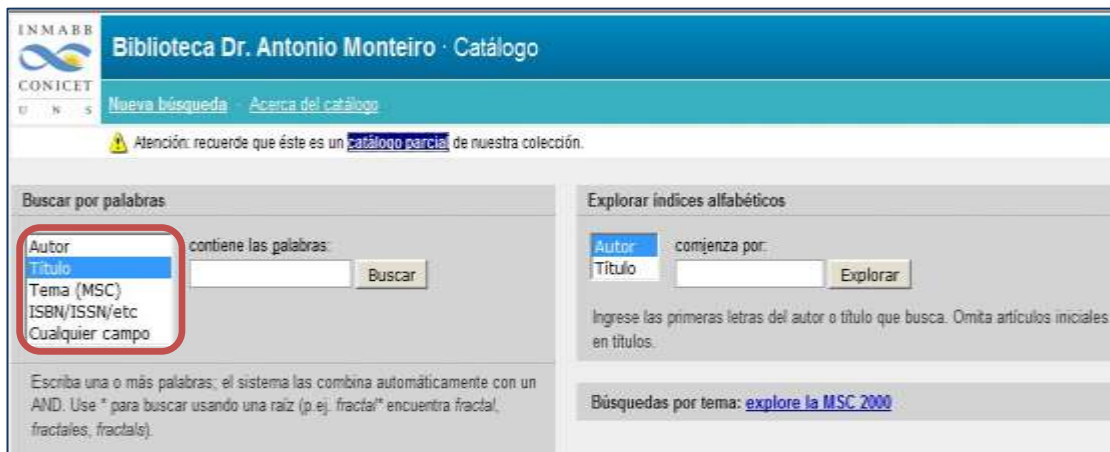 INMABB
CONICET
U N S
Biblioteca Dr. Antonio Monteiro · Catálogo
Nueva búsqueda - Acerca del catálogo
Atención: recuerde que éste es un catálogo parcial de nuestra colección.
Buscar por palabras
Autor
Título
Tema (MSC)
ISBN/ISSN/etc
Cualquier campo
contiene las palabras:
Buscar
Escriba una o más palabras; el sistema las combina automáticamente con un
AND. Use * para buscar usando una raíz (p.ej. fractal* encuentra fractal,
fractales, fractals).
Explorar índices alfabéticos
Autor
Título
comienza por:
Explorar
Ingrese las primeras letras del autor o título que busca. Omita artículos iniciales
en títulos.
Búsquedas por tema: explore la MSC 2000